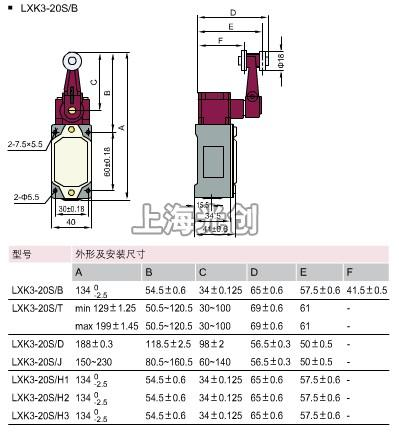 LXK3-20S/B
D
E
F
C
B
A
Φ18
2-7.5×5.5
60±0.18
2-Φ5.5
30±0.18
40
15.5
34.5
41±0.6
上海光创
型号 外形及安装尺寸
A B C D E F
LXK3-20S/B 134 0 -2.5 54.5±0.6 34±0.125 65±0.6 57.5±0.6 41.5±0.5
LXK3-20S/T min 129±1.25 50.5~120.5 30~100 69±0.6 61 -
max 199±1.45 50.5~120.5 30~100 69±0.6 61 -
LXK3-20S/D 188±0.3 118.5±2.5 98±2 56.5±0.3 50±0.5 -
LXK3-20S/J 150~230 80.5~160.5 60~140 56.5±0.3 50±0.5 -
LXK3-20S/H1 134 0 -2.5 54.5±0.6 34±0.125 65±0.6 57.5±0.6 -
LXK3-20S/H2 134 0 -2.5 54.5±0.6 34±0.125 65±0.6 57.5±0.6 -
LXK3-20S/H3 134 0 -2.5 54.5±0.6 34±0.125 65±0.6 57.5±0.6 -